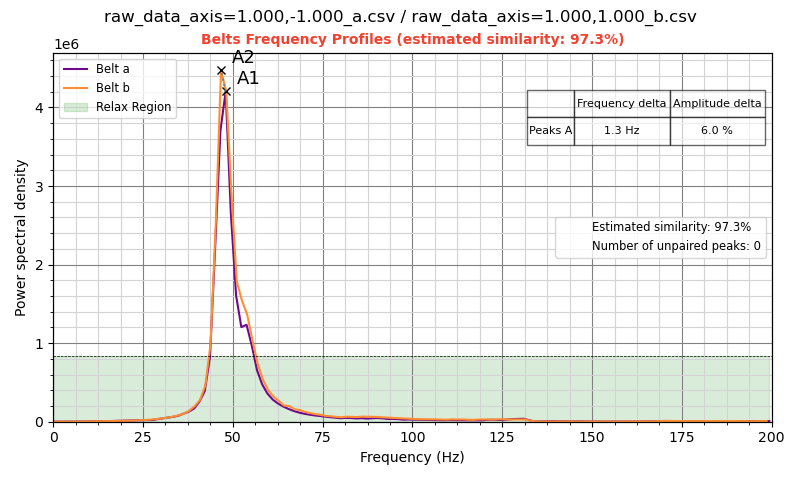 raw_data_axis=1.000,-1.000_a.csv / raw_data_axis=1.000,1.000_b.csv
Belts Frequency Profiles (estimated similarity: 97.3%)
1e6
A2
A1
Belt a
Belt b
Relax Region
Frequency delta Amplitude delta
Peaks A 1.3 Hz 6.0 %
Estimated similarity: 97.3%
Number of unpaired peaks: 0
Power spectral density
4
3
2
1
0
0 25 50 75 100 125 150 175 200
Frequency (Hz)